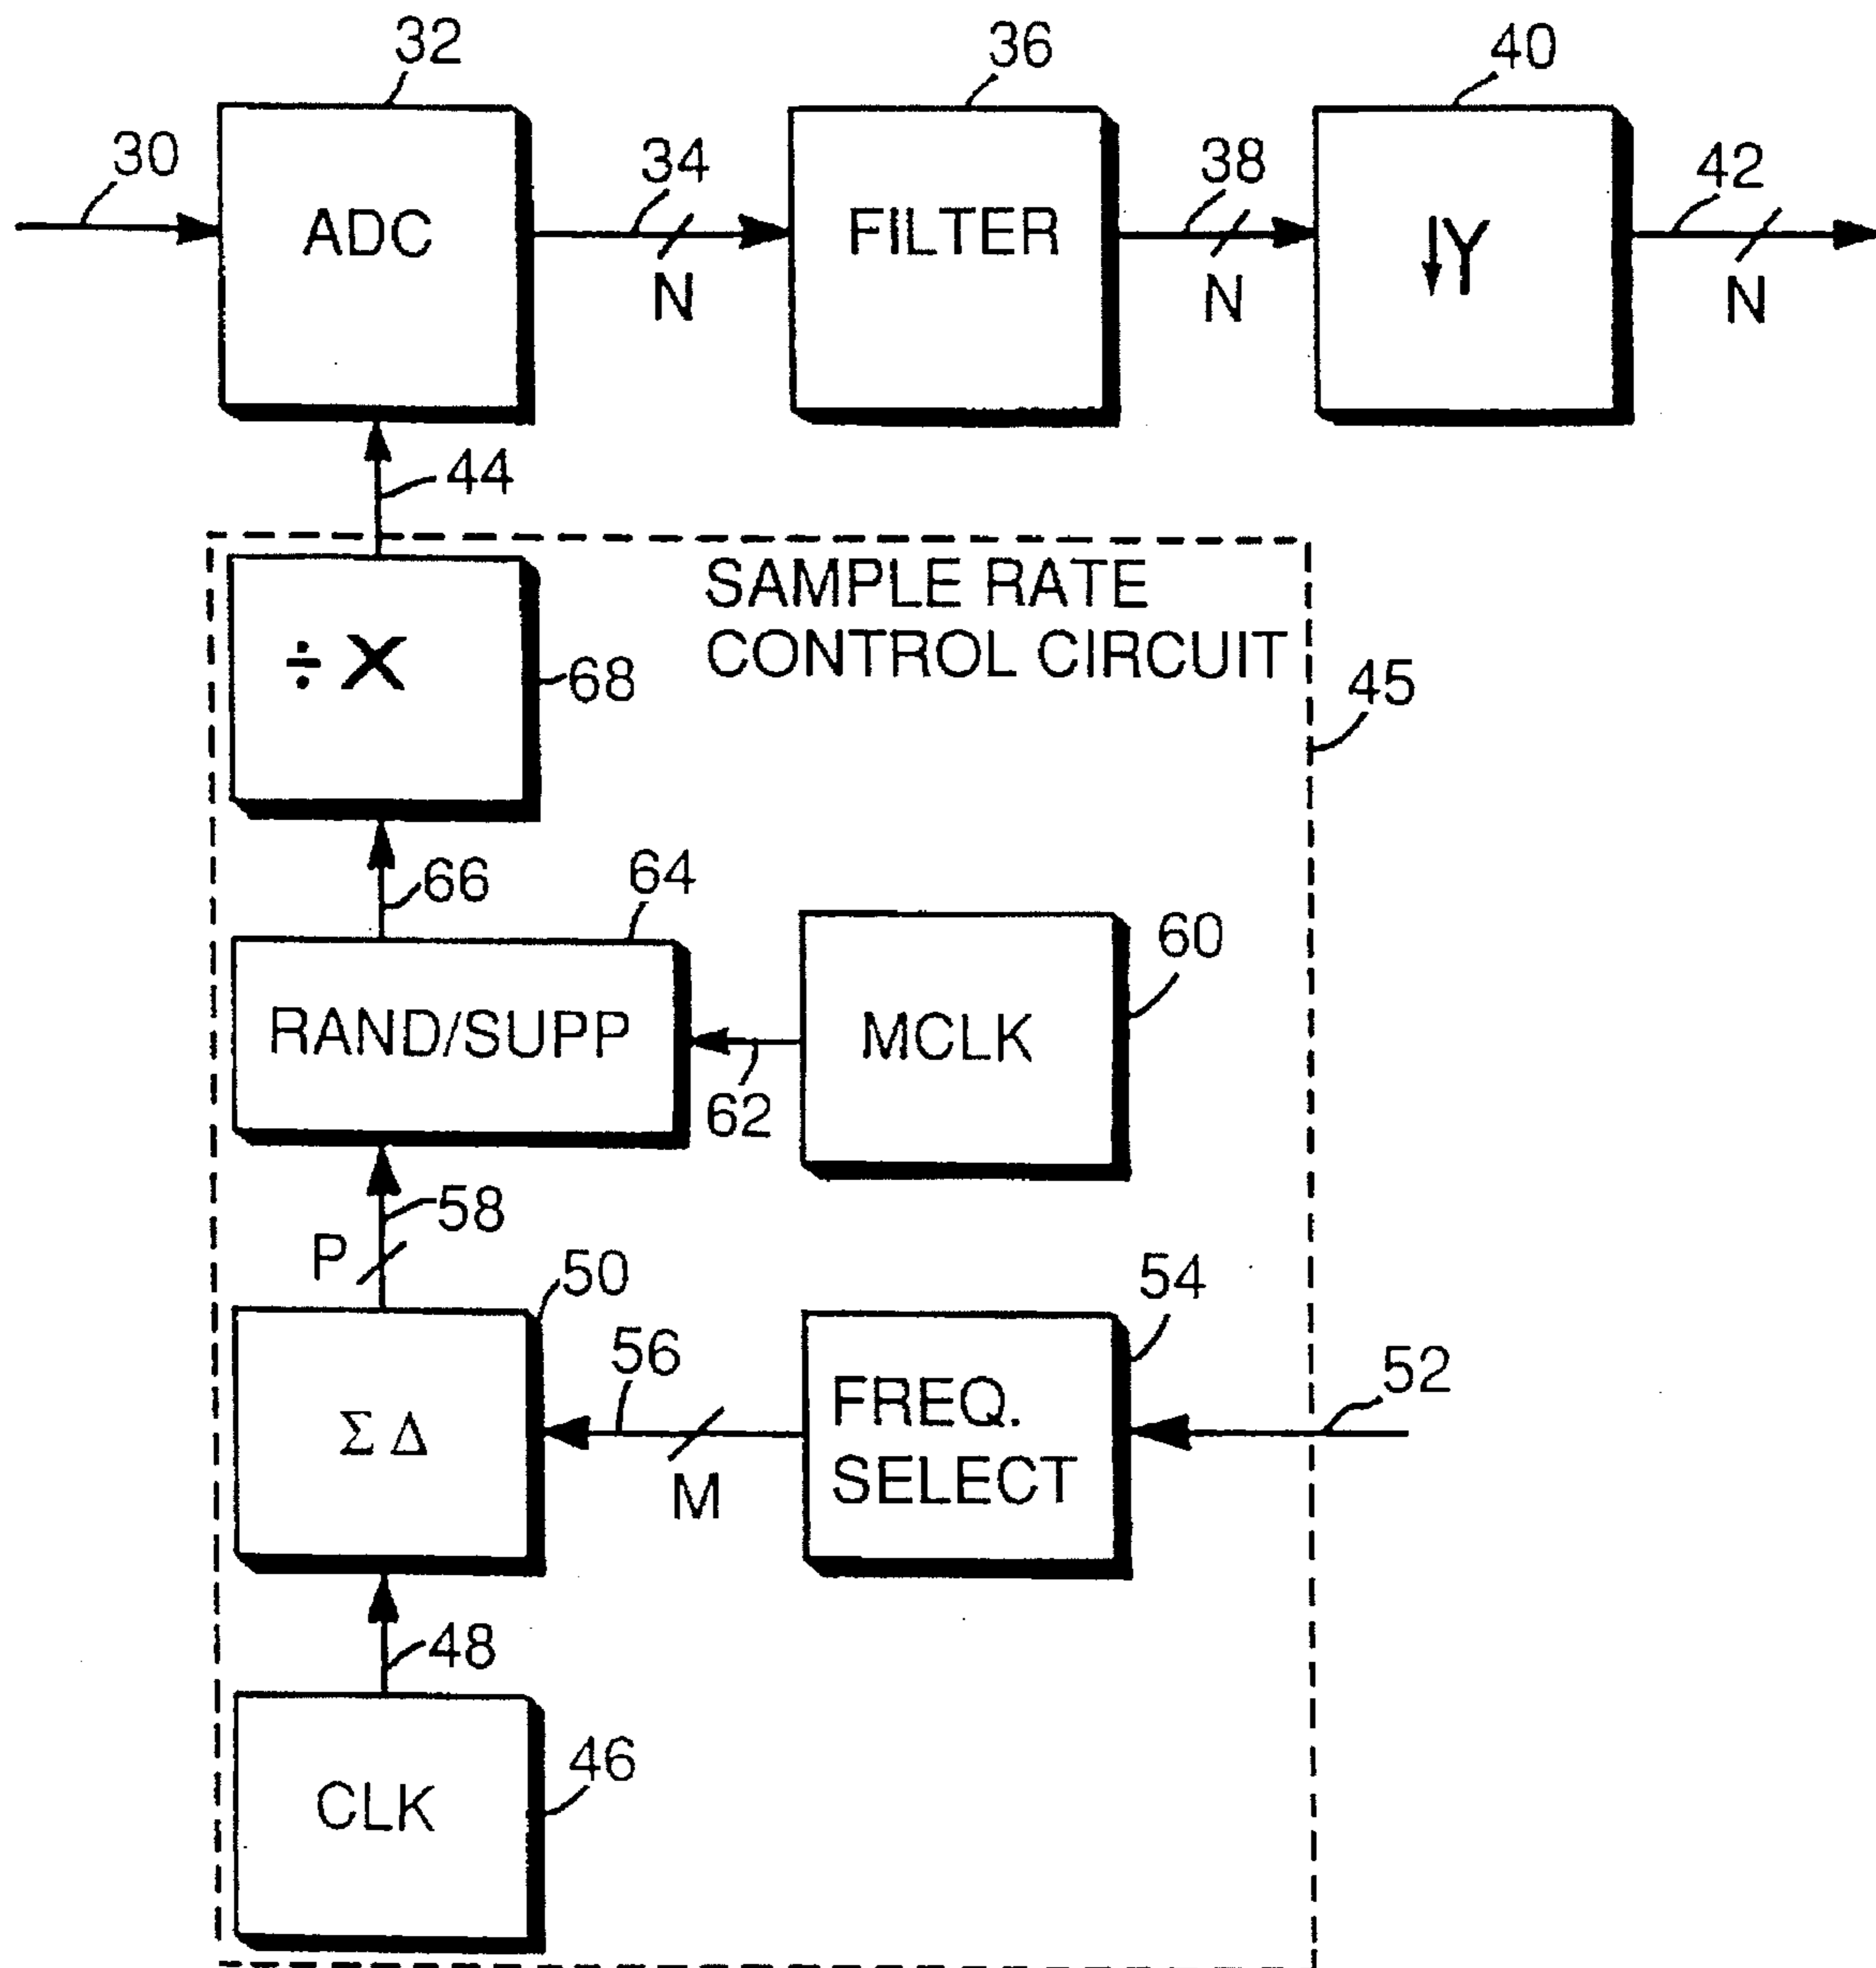 32
36
40
30
34
38
42
ADC
FILTER
↓Y
N
N
N
44
SAMPLE RATE
CONTROL CIRCUIT
÷X
68
45
66
64
60
RAND/SUPP
MCLK
62
58
P
50
54
56
52
FREQ.
SELECT
Σ Δ
M
48
46
CLK